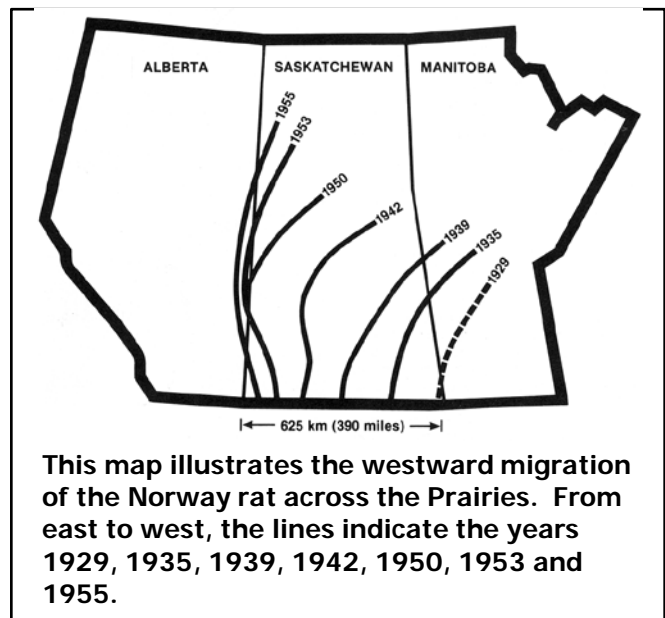 ALBERTA
SASKATCHEWAN
MANITOBA
1955
1953
1950
1942
1939
1935
1929
625 km (390 miles)
This map illustrates the westward migration
of the Norway rat across the Prairies. From
east to west, the lines indicate the years
1929, 1935, 1939, 1942, 1950, 1953 and
1955.